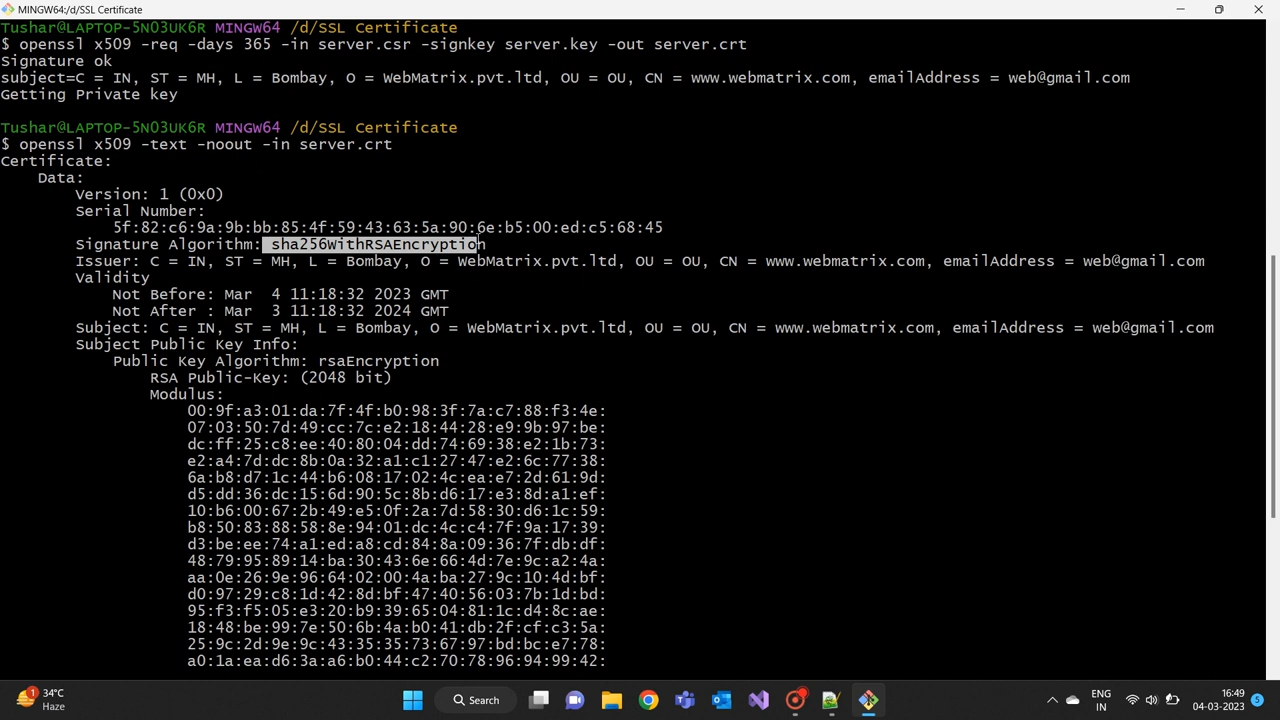 MINGW64:/d/SSL Certificate
Tushar@LAPTOP-5N03UK6R MINGW64 /d/SSL Certificate
$ openssl x509 -req -days 365 -in server.csr -signkey server.key -out server.crt
Signature ok
subject=C = IN, ST = MH, L = Bombay, O = WebMatrix.pvt.ltd, OU = OU, CN = www.webmatrix.com, emailAddress = web@gmail.com
Getting Private key
Tushar@LAPTOP-5N03UK6R MINGW64 /d/SSL Certificate
$ openssl x509 -text -noout -in server.crt
Certificate:
Data:
Version: 1 (0x0)
Serial Number:
5f:82:c6:9a:9b:bb:85:4f:59:43:63:5a:90:6e:b5:00:ed:c5:68:45
Signature Algorithm: sha256WithRSAEncryption
Issuer: C = IN, ST = MH, L = Bombay, O = WebMatrix.pvt.ltd, OU = OU, CN = www.webmatrix.com, emailAddress = web@gmail.com
Validity
Not Before: Mar  4 11:18:32 2023 GMT
Not After : Mar  3 11:18:32 2024 GMT
Subject: C = IN, ST = MH, L = Bombay, O = WebMatrix.pvt.ltd, OU = OU, CN = www.webmatrix.com, emailAddress = web@gmail.com
Subject Public Key Info:
Public Key Algorithm: rsaEncryption
RSA Public-Key: (2048 bit)
Modulus:
00:9f:a3:01:da:7f:4f:b0:98:3f:7a:c7:88:f3:4e:
07:03:50:7d:49:cc:7c:e2:18:44:28:e9:9b:97:be:
dc:ff:25:c8:ee:40:80:04:dd:74:69:38:e2:1b:73:
e2:a4:7d:dc:8b:0a:32:a1:c1:27:47:e2:6c:77:38:
6a:b8:d7:1c:44:b6:08:17:02:4c:ea:e7:2d:61:9d:
d5:dd:36:dc:15:6d:90:5c:8b:d6:17:e3:8d:a1:ef:
10:b6:00:67:2b:49:e5:0f:2a:7d:58:30:d6:1c:59:
b8:50:83:88:58:8e:94:01:dc:4c:c4:7f:9a:17:39:
d3:be:ee:74:a1:ed:a8:cd:84:8a:09:36:7f:db:df:
48:79:95:89:14:ba:30:43:6e:66:4d:7e:9c:a2:4a:
aa:0e:26:9e:96:64:02:00:4a:ba:27:9c:10:4d:bf:
d0:97:29:c8:1d:42:8d:bf:47:40:56:03:7b:1d:bd:
95:f3:f5:05:e3:20:b9:39:65:04:81:1c:d4:8c:ae:
18:48:be:99:7e:50:6b:4a:b0:41:db:2f:cf:c3:5a:
25:9c:2d:9e:9c:43:35:35:73:67:97:bd:bc:e7:78:
a0:1a:ea:d6:3a:a6:b0:44:c2:70:78:96:94:99:42:
1
34°C
Haze
Search
ENG
IN
16:49
04-03-2023
5